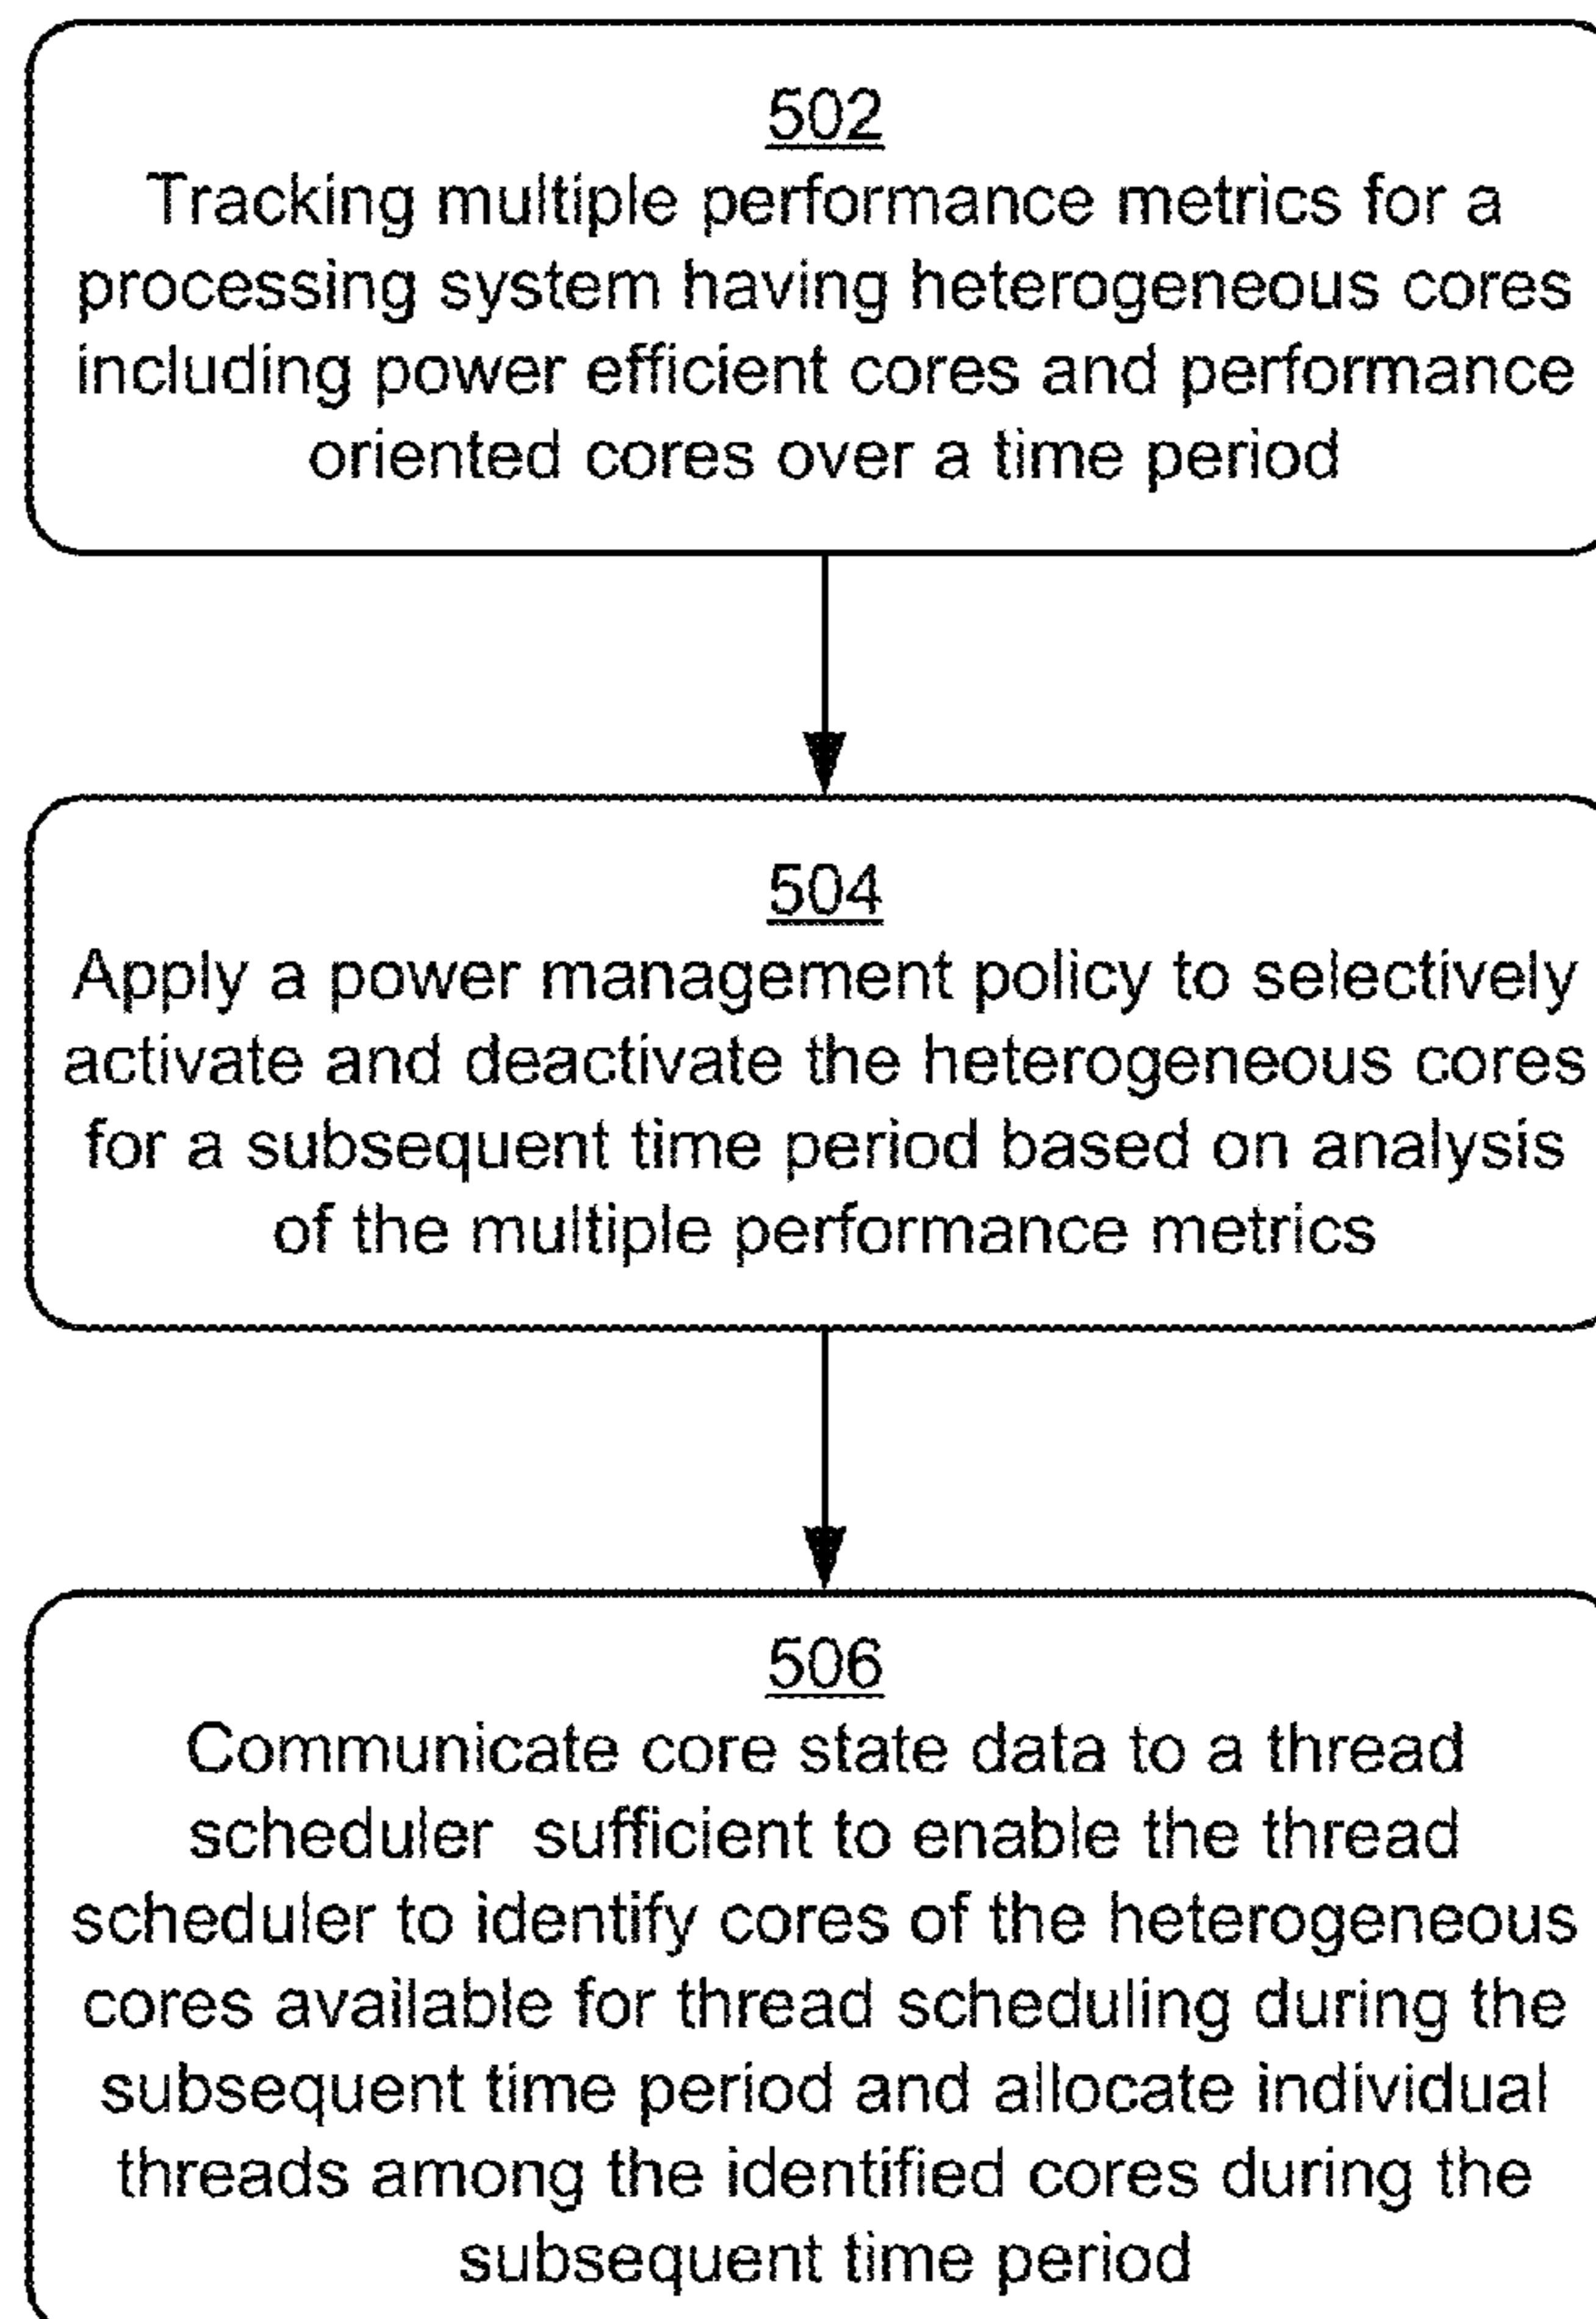 502
Tracking multiple performance metrics for a
processing system having heterogeneous cores
including power efficient cores and performance
oriented cores over a time period
504
Apply a power management policy to selectively
activate and deactivate the heterogeneous cores
for a subsequent time period based on analysis
of the multiple performance metrics
506
Communicate core state data to a thread
scheduler  sufficient to enable the thread
scheduler to identify cores of the heterogeneous
cores available for thread scheduling during the
subsequent time period and allocate individual
threads among the identified cores during the
subsequent time period